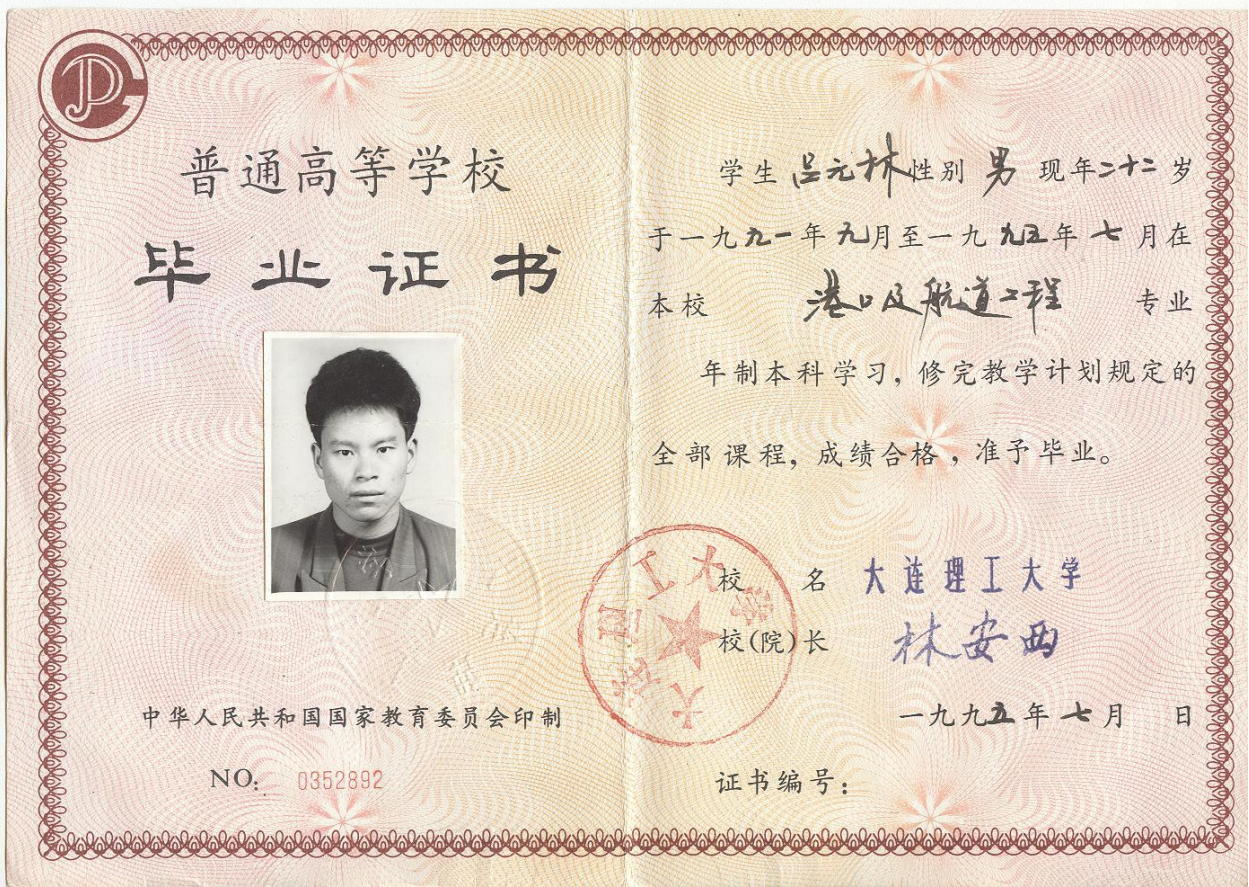 普通高等学校
毕业证书
中华人民共和国国家教育委员会印制
NO: 0352892
学生 吕元林 性别 男 现年二十二岁
于一九九一年九月至一九九五年七月在
本校 港口及航道工程 专业
年制本科学习，修完教学计划规定的
全部课程，成绩合格，准予毕业。
校 名 大连理工大学
校(院)长 林安西
一九九五年七月 日
证书编号：
大连理工大学